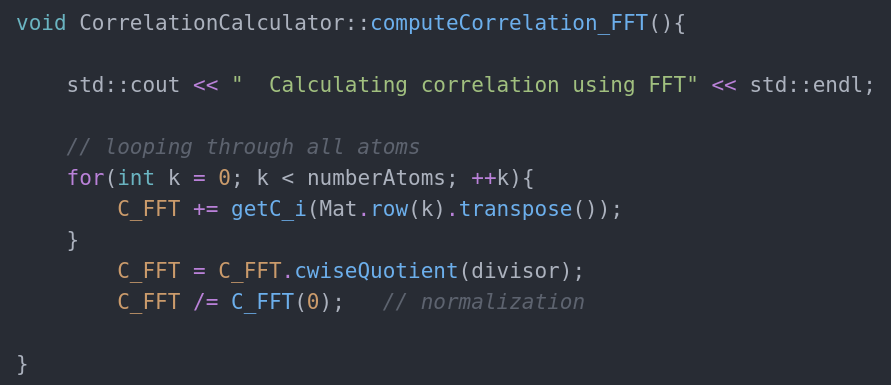 void CorrelationCalculator::computeCorrelation_FFT(){
std::cout << "  Calculating correlation using FFT" << std::endl;
// looping through all atoms
for(int k = 0; k < numberAtoms; ++k){
C_FFT += getC_i(Mat.row(k).transpose());
}
C_FFT = C_FFT.cwiseQuotient(divisor);
C_FFT /= C_FFT(0);   // normalization
}